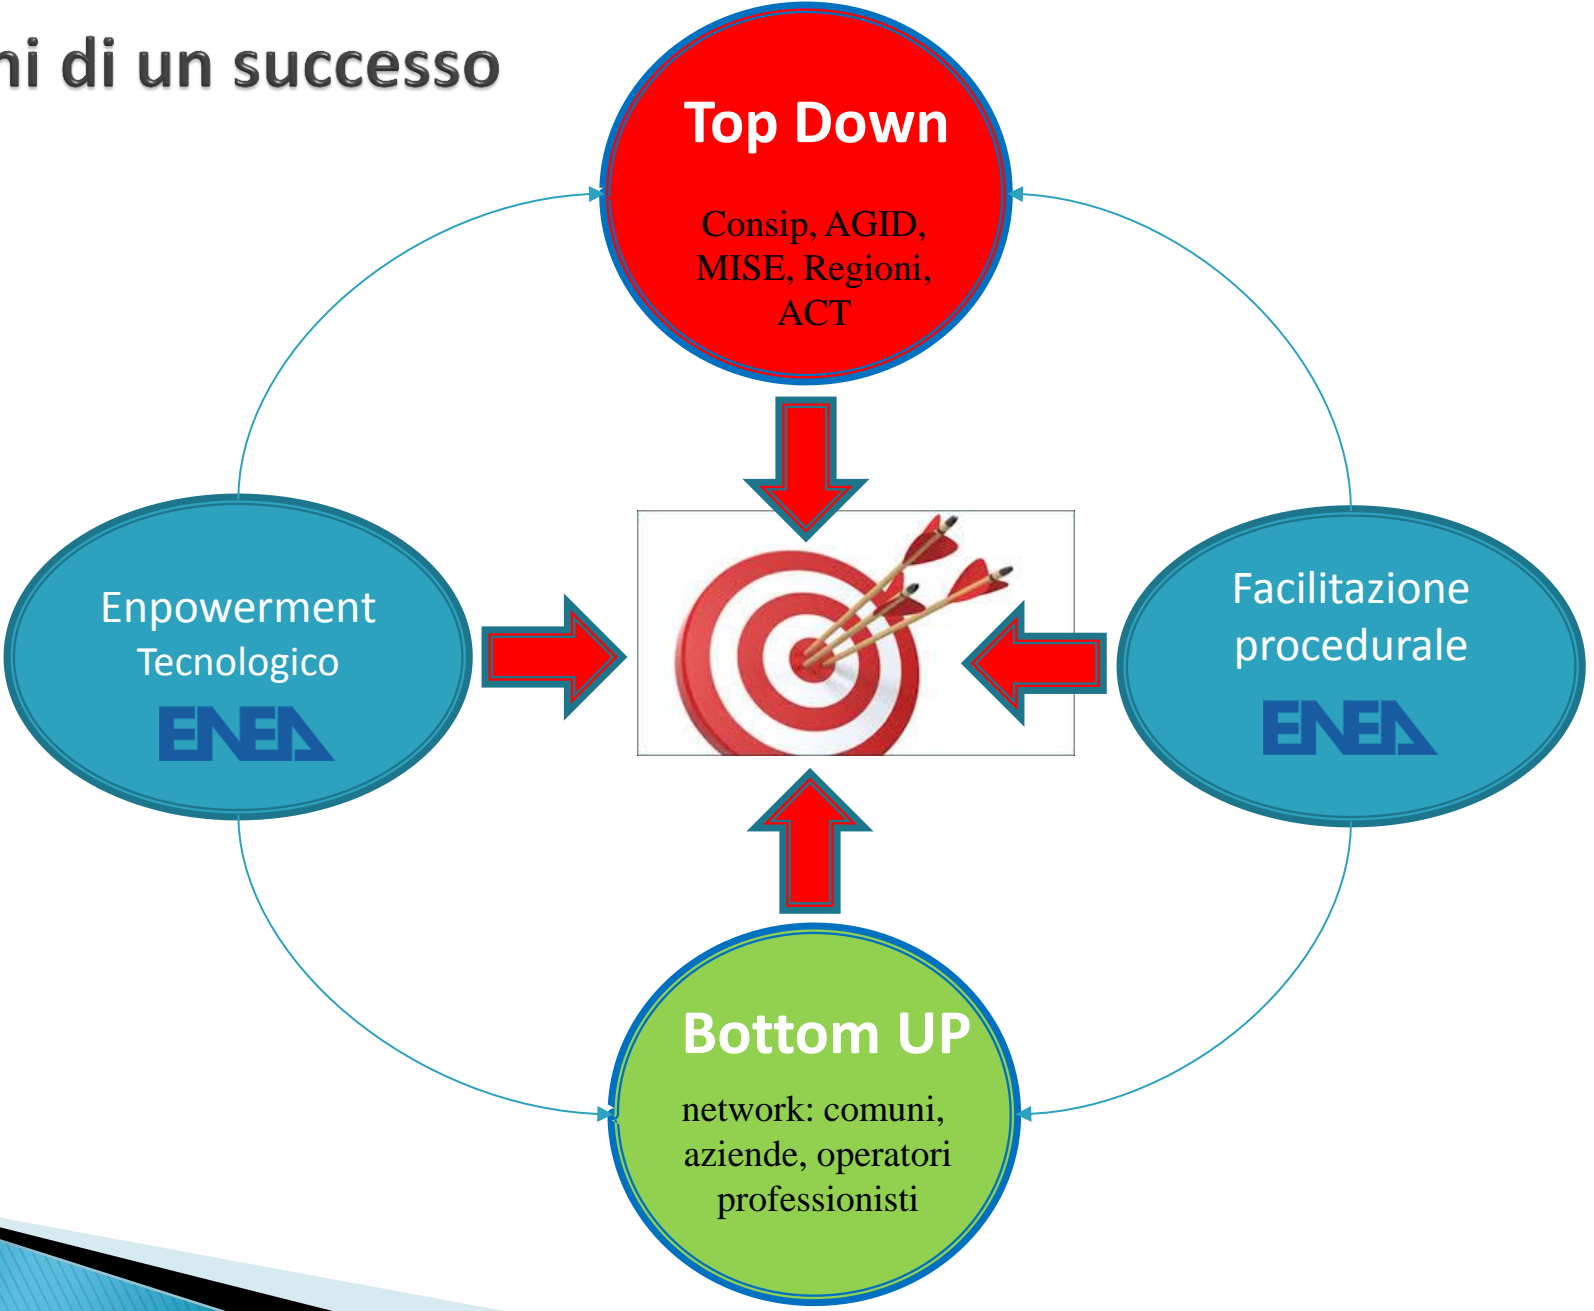 ni di un successo
Top Down
Consip, AGID,
MISE, Regioni,
ACT
Enpowerment
Tecnologico
ENEA
Facilitazione
procedurale
ENEA
Bottom UP
network: comuni,
aziende, operatori
professionisti